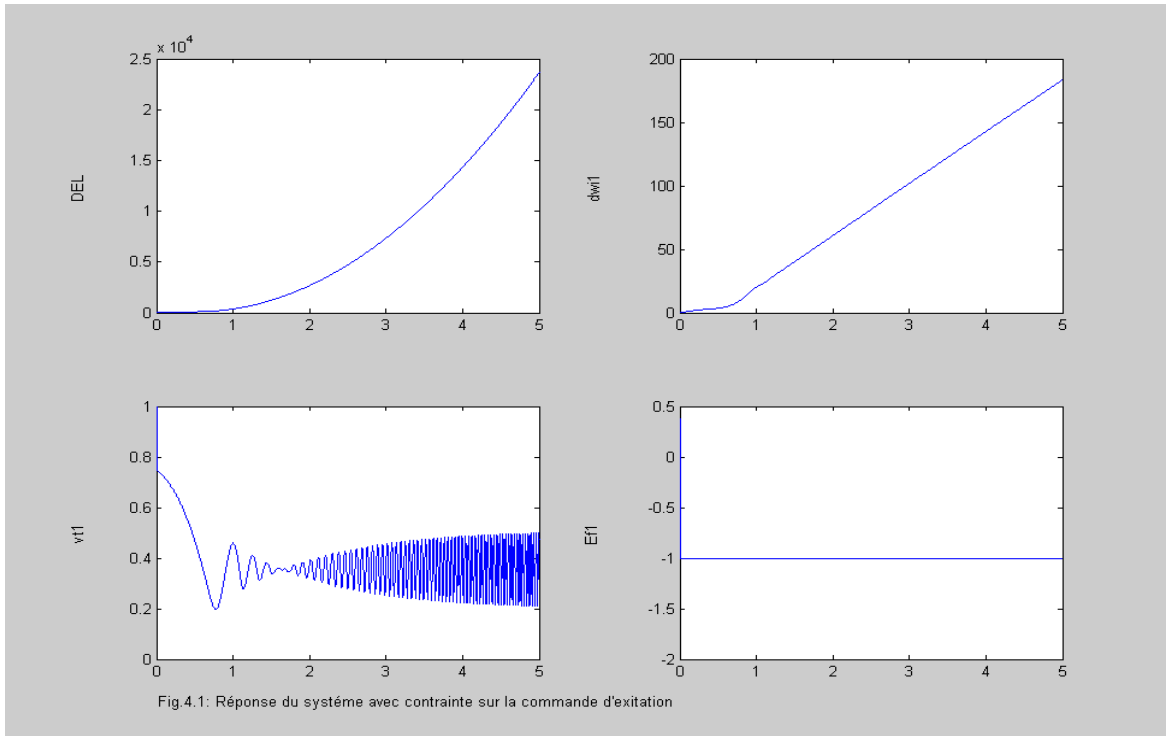 x 10^4
2.5
2
1.5
1
0.5
0
0 1 2 3 4 5
DEL
200
150
100
50
0
0 1 2 3 4 5
dwi1
1
0.8
0.6
0.4
0.2
0
0 1 2 3 4 5
vt1
0.5
0
-0.5
-1
-1.5
-2
0 1 2 3 4 5
Ef1
Fig.4.1: Réponse du systéme avec contrainte sur la commande d'exitation